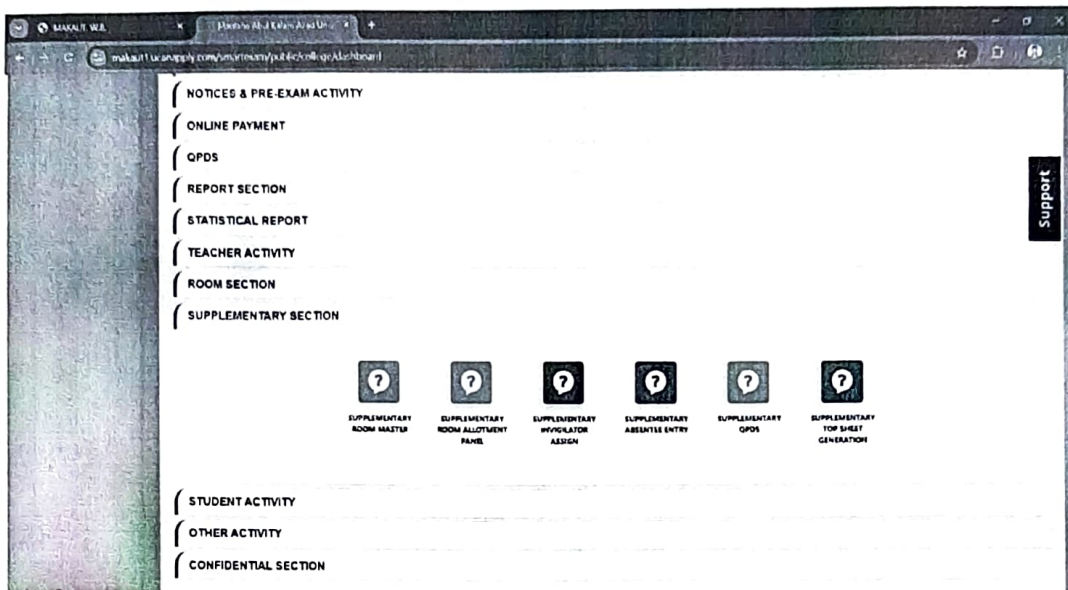 MAKAUT, W.B.
makaut1.ucanapply.com/smartexam/public/college/dashboard
NOTICES & PRE-EXAM ACTIVITY
ONLINE PAYMENT
QPDS
REPORT SECTION
STATISTICAL REPORT
TEACHER ACTIVITY
ROOM SECTION
SUPPLEMENTARY SECTION
Support
SUPPLEMENTARY
ROOM MASTER
SUPPLEMENTARY
ROOM ALLOTMENT
PANEL
SUPPLEMENTARY
INVIGILATOR
ASSIGN
SUPPLEMENTARY
ABSENTEE ENTRY
SUPPLEMENTARY
QPDS
SUPPLEMENTARY
TOP SHEET
GENERATION
STUDENT ACTIVITY
OTHER ACTIVITY
CONFIDENTIAL SECTION